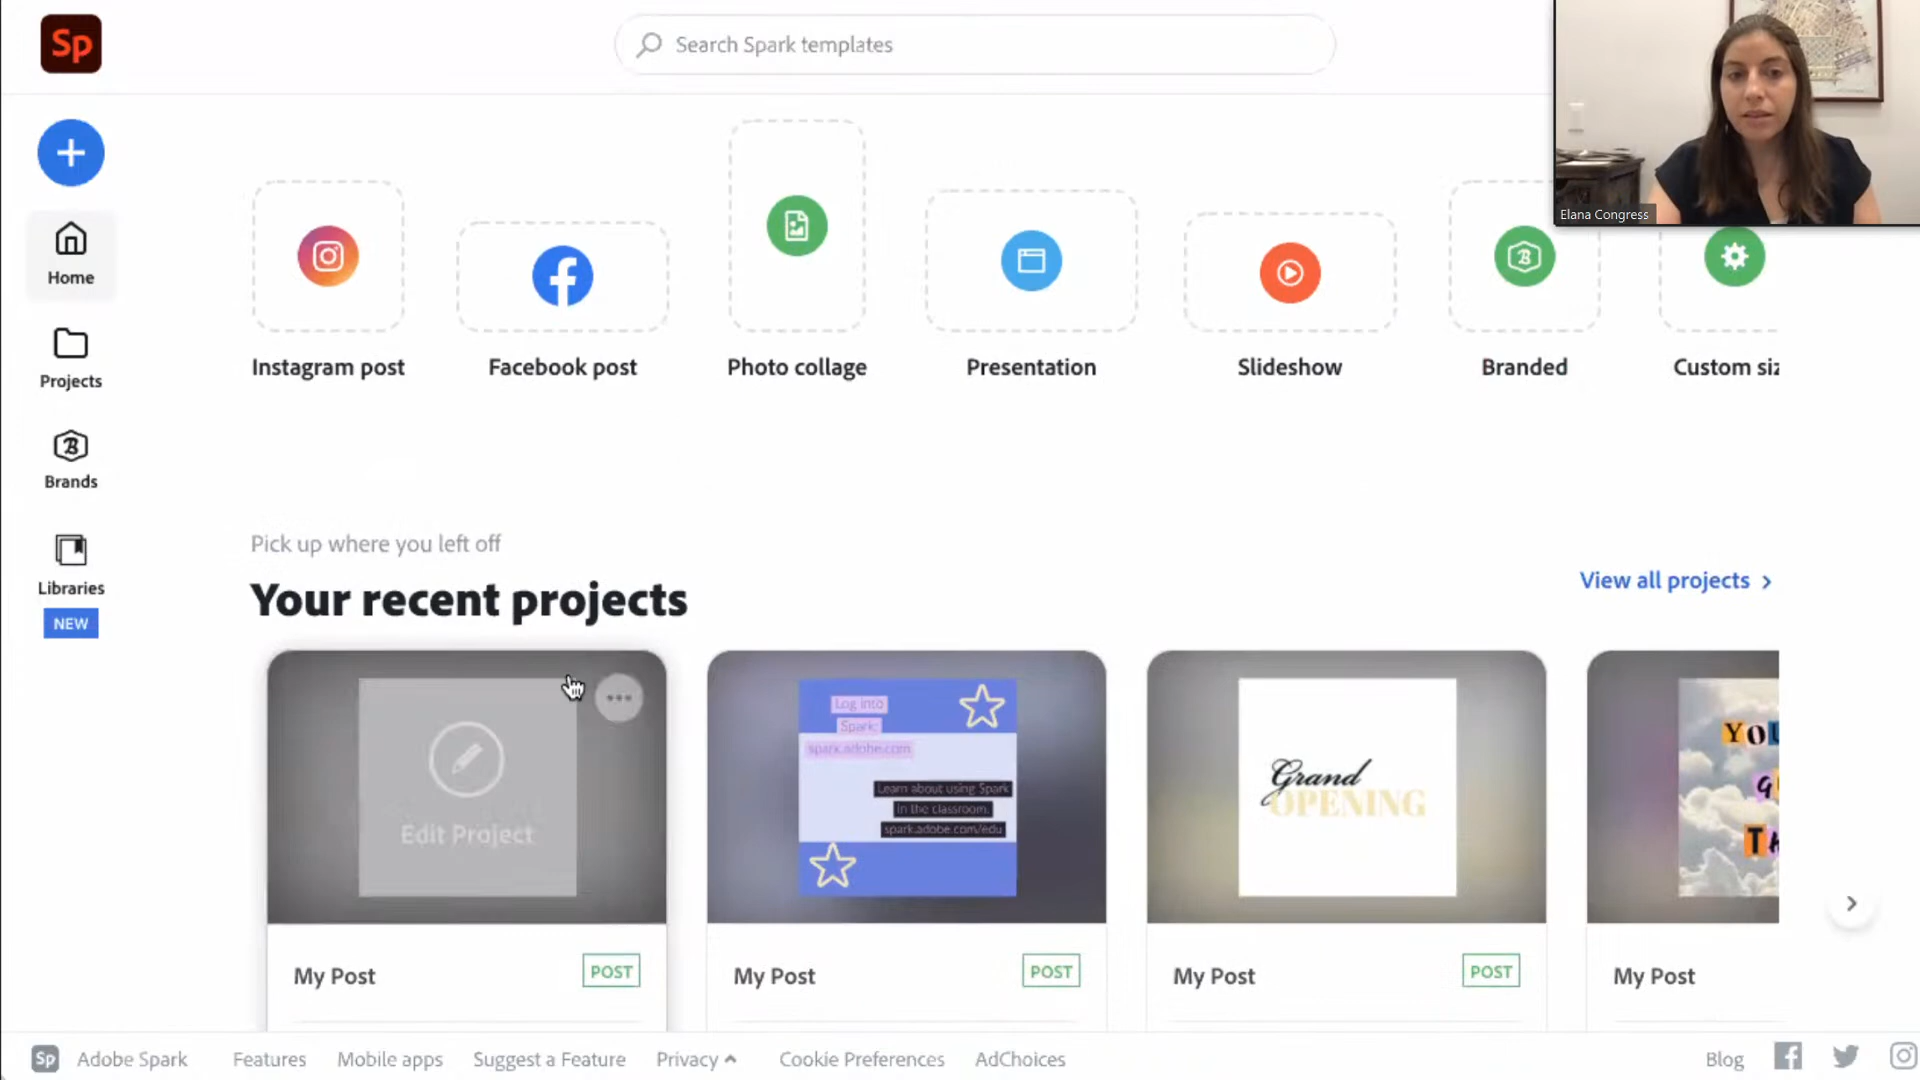 Sp
Search Spark templates
Elana Congress
Home
Projects
Brands
Libraries
NEW
Instagram post
Facebook post
Photo collage
Presentation
Slideshow
Branded
Custom siz
Pick up where you left off
Your recent projects
View all projects
Edit Project
Log into
Spark:
spark.adobe.com
Learn about using Spark
in the classroom.
spark.adobe.com/edu
Grand
OPENING
YOU
G
TH
My Post
POST
My Post
POST
My Post
POST
My Post
Sp Adobe Spark Features Mobile apps Suggest a Feature Privacy Cookie Preferences AdChoices Blog